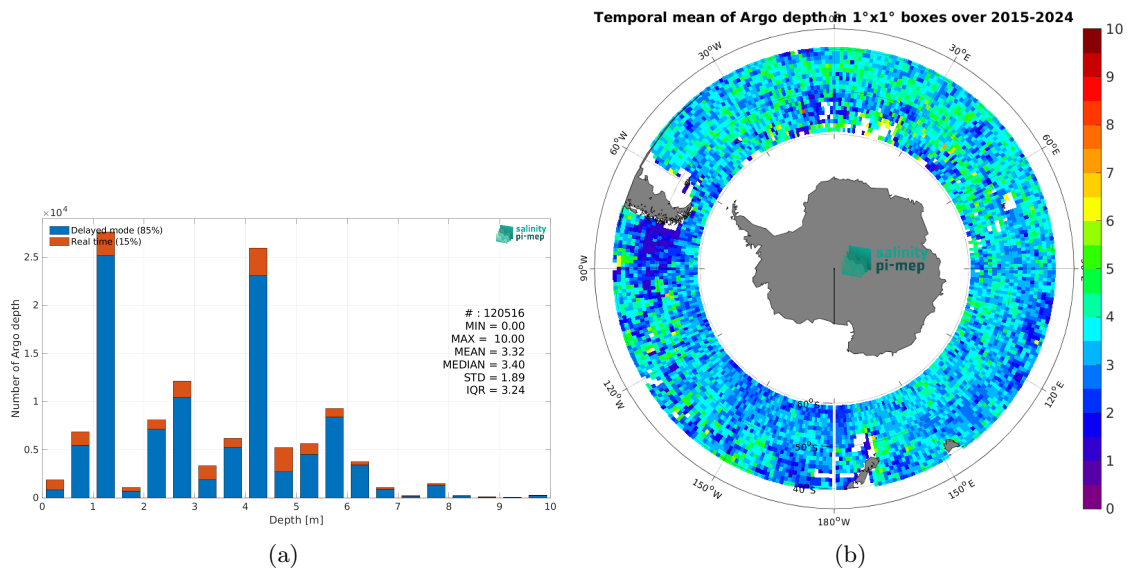 ×10⁴
Delayed mode (85%)
Real time (15%)
salinity
pi-mep
# : 120516
MIN = 0.00
MAX = 10.00
MEAN = 3.32
MEDIAN = 3.40
STD = 1.89
IQR = 3.24
Number of Argo depth
2.5
2
1.5
1
0.5
0
0 1 2 3 4 5 6 7 8 9 10
Depth [m]
(a)
Temporal mean of Argo depth in 1°x1° boxes over 2015-2024
30°W
30°E
60°W
60°E
90°W
120°W
120°E
150°W
150°E
180°W
60°S
50°S
40°S
salinity
pi-mep
10
9
8
7
6
5
4
3
2
1
0
(b)